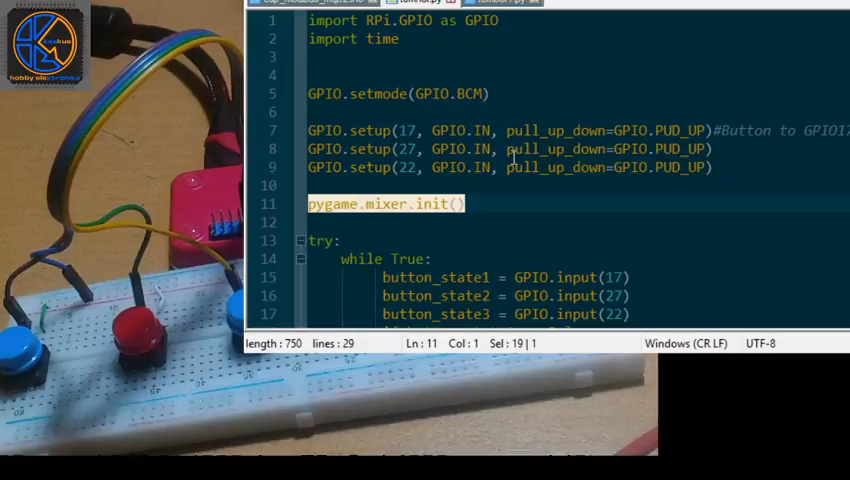 kaskus
hobby elektronika
1 import RPi.GPIO as GPIO
2 import time
3
4
5 GPIO.setmode(GPIO.BCM)
6
7 GPIO.setup(17, GPIO.IN, pull_up_down=GPIO.PUD_UP)#Button to GPIO17
8 GPIO.setup(27, GPIO.IN, pull_up_down=GPIO.PUD_UP)
9 GPIO.setup(22, GPIO.IN, pull_up_down=GPIO.PUD_UP)
10
11 pygame.mixer.init()
12
13 try:
14 while True:
15 button_state1 = GPIO.input(17)
16 button_state2 = GPIO.input(27)
17 button_state3 = GPIO.input(22)
length : 750 lines : 29 Ln : 11 Col : 1 Sel : 19 | 1 Windows (CR LF) UTF-8